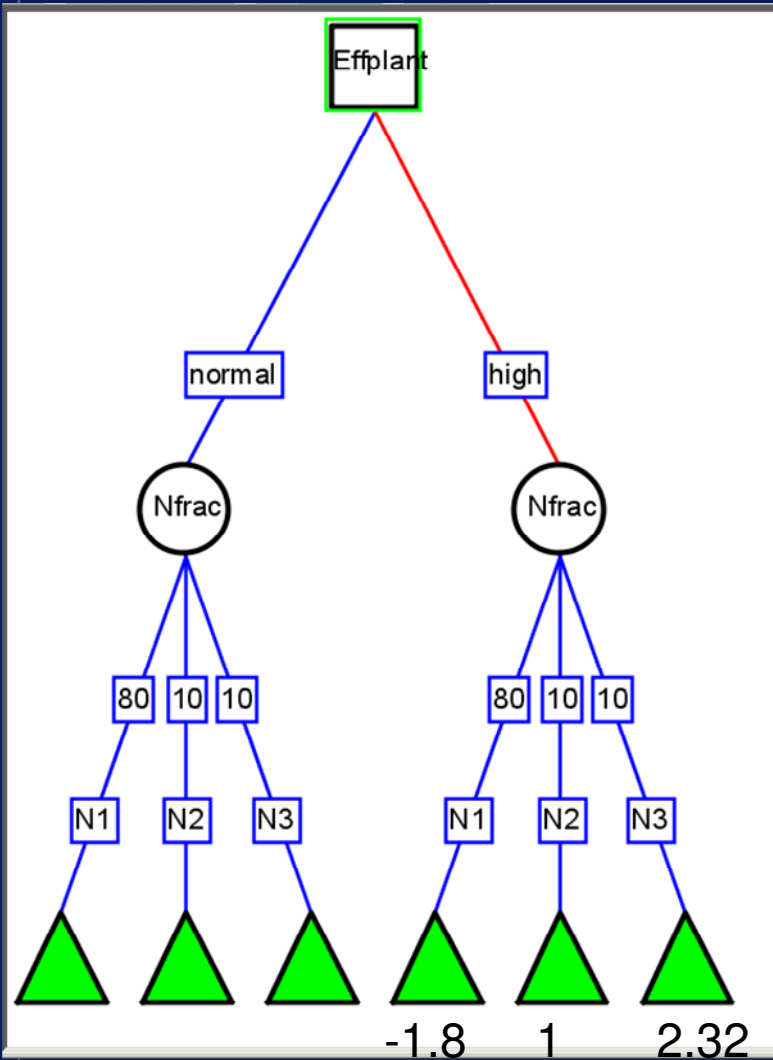 Effplant
normal high
Nfrac Nfrac
80 10 10 80 10 10
N1 N2 N3 N1 N2 N3
-1.8 1 2.32